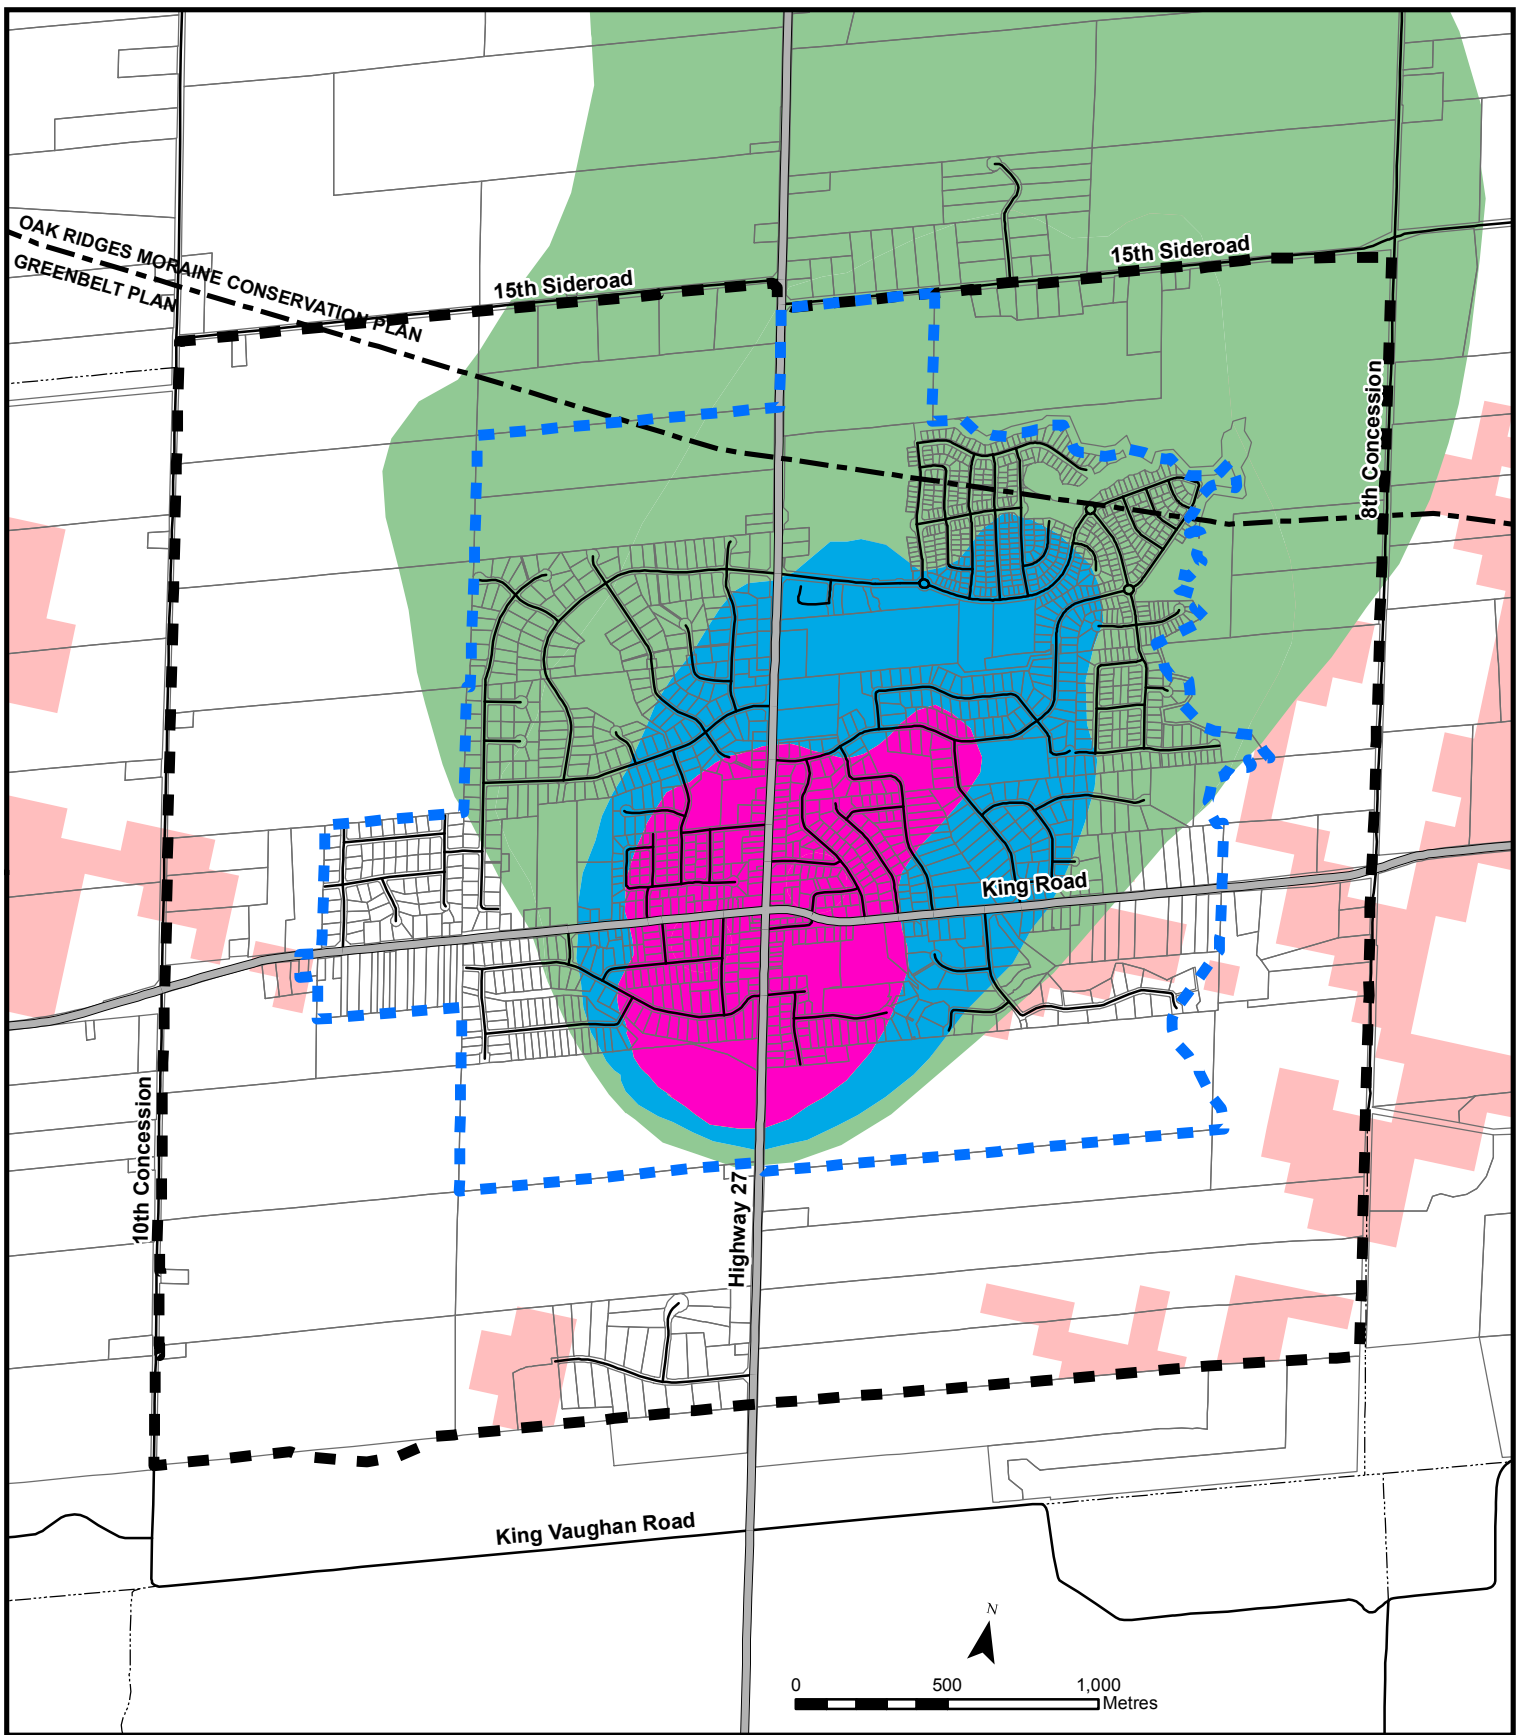 OAK RIDGES MORAINE CONSERVATION PLAN
GREENBELT PLAN
15th Sideroad
15th Sideroad
8th Concession
King Road
10th Concession
Highway 27
King Vaughan Road
N
0 500 1,000
Metres